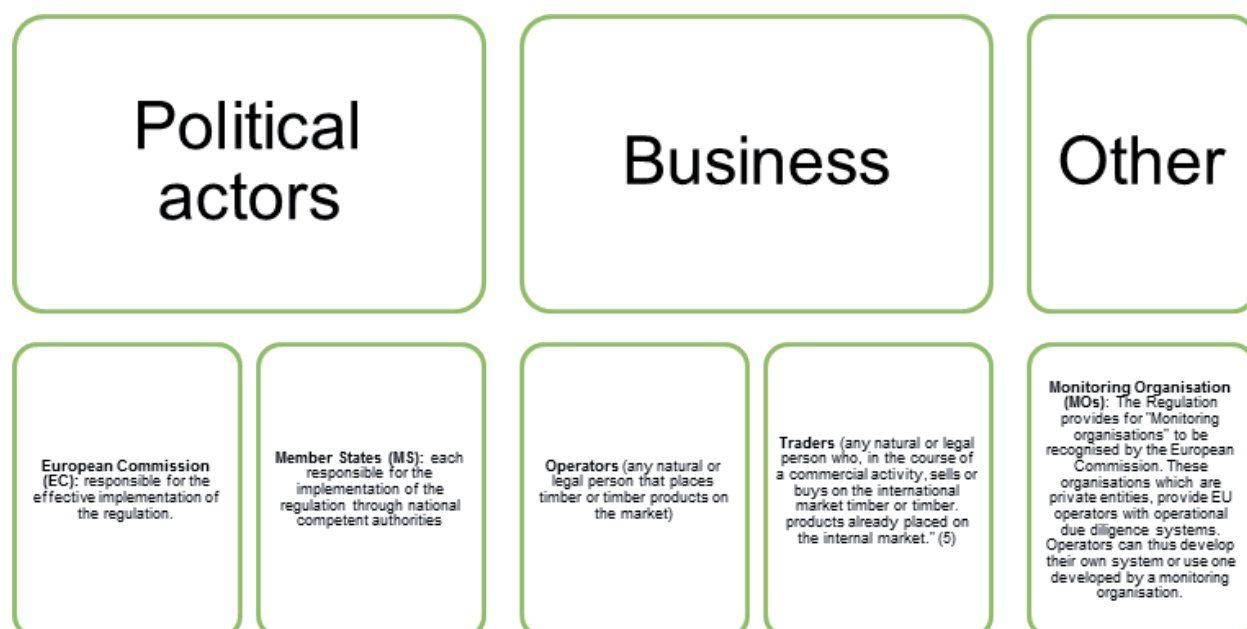 Political
actors
Business
Other
European Commission
(EC): responsible for the
effective implementation of
the regulation.
Member States (MS): each
responsible for the
implementation of the
regulation through national
competent authorities
Operators (any natural or
legal person that places
timber or timber products on
the market)
Traders (any natural or legal
person who, in the course of
a commercial activity, sells or
buys on the international
market timber or timber.
products already placed on
the internal market." (5)
Monitoring Organisation
(MOs): The Regulation
provides for "Monitoring
organisations" to be
recognised by the European
Commission. These
organisations which are
private entities, provide EU
operators with operational
due diligence systems.
Operators can thus develop
their own system or use one
developed by a monitoring
organisation.